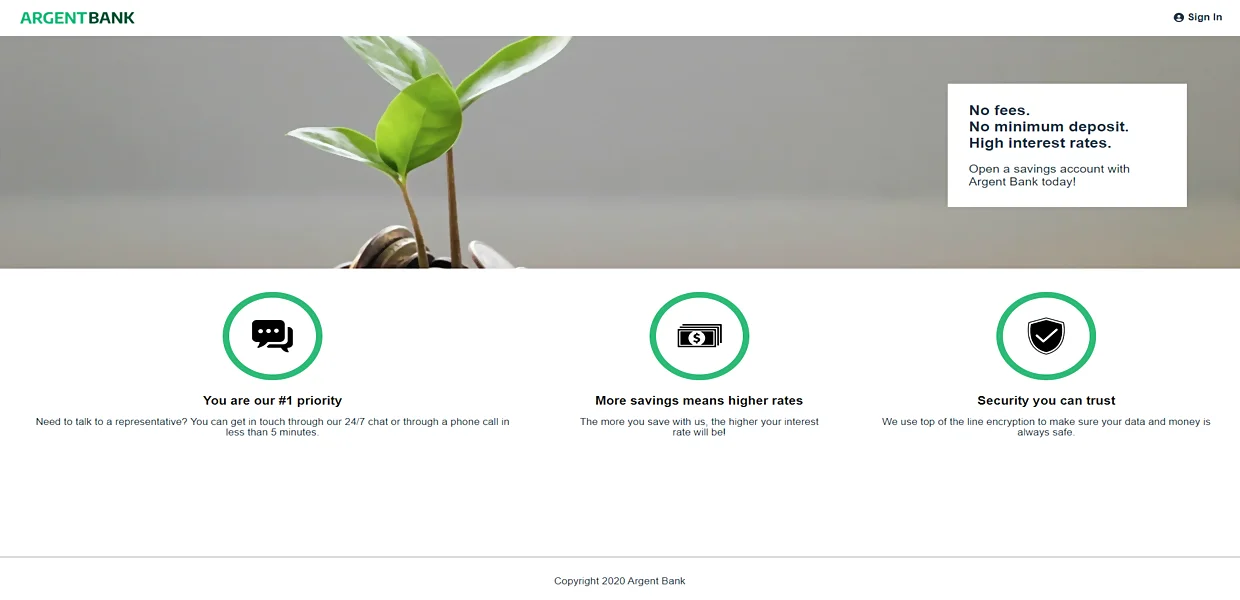 ARGENTBANK
Sign In
No fees.
No minimum deposit.
High interest rates.
Open a savings account with
Argent Bank today!
$
You are our #1 priority
Need to talk to a representative? You can get in touch through our 24/7 chat or through a phone call in
less than 5 minutes.
More savings means higher rates
The more you save with us, the higher your interest
rate will be!
Security you can trust
We use top of the line encryption to make sure your data and money is
always safe.
Copyright 2020 Argent Bank